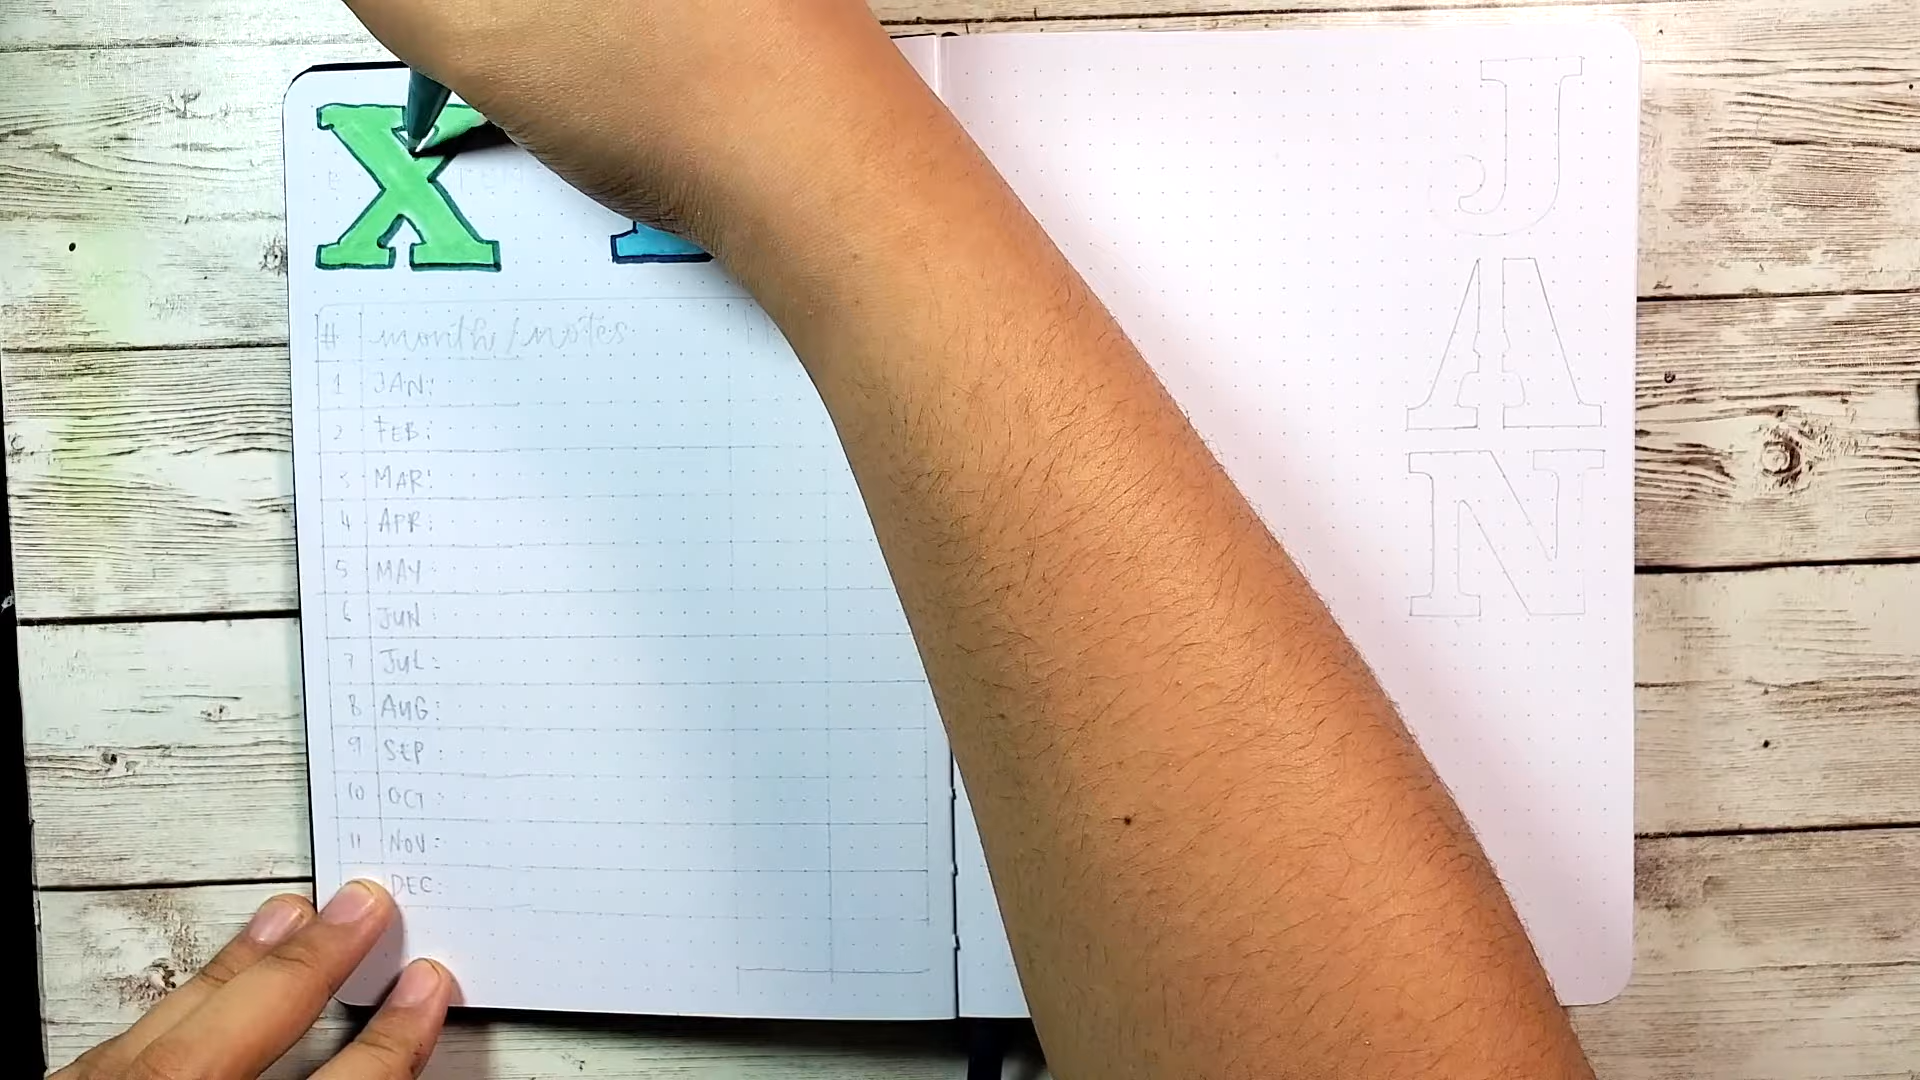 X
# month/notes
1 JAN:
2 FEB:
3 MAR:
4 APR:
5 MAY:
6 JUN:
7 JUL:
8 AUG:
9 SEP:
10 OCT:
11 NOV:
DEC:
J
A
N